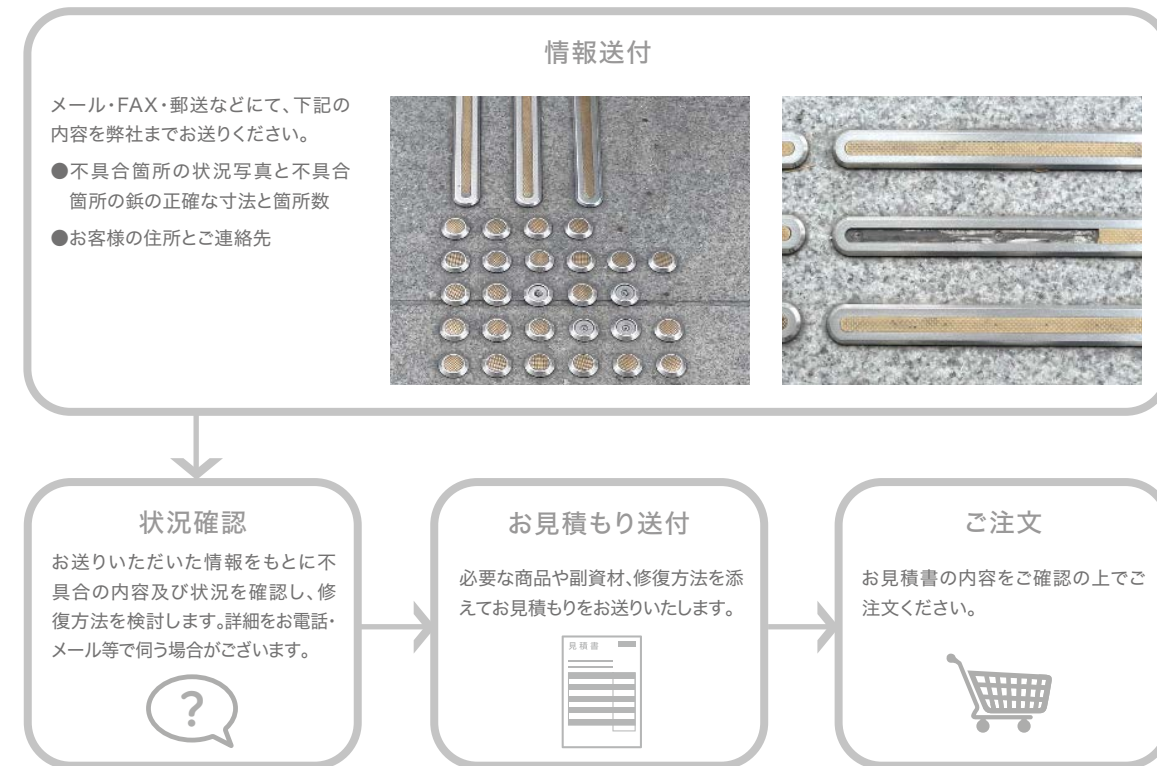 情報送付
メール・FAX・郵送などにて、下記の
内容を弊社までお送りください。
●不具合箇所の状況写真と不具合
箇所の鋲の正確な寸法と箇所数
●お客様の住所とご連絡先
状況確認
お送りいただいた情報をもとに不
具合の内容及び状況を確認し、修
復方法を検討します。詳細をお電話・
メール等で伺う場合がございます。
?
お見積もり送付
必要な商品や副資材、修復方法を添
えてお見積もりをお送りいたします。
見積書
ご注文
お見積書の内容をご確認の上でご
注文ください。